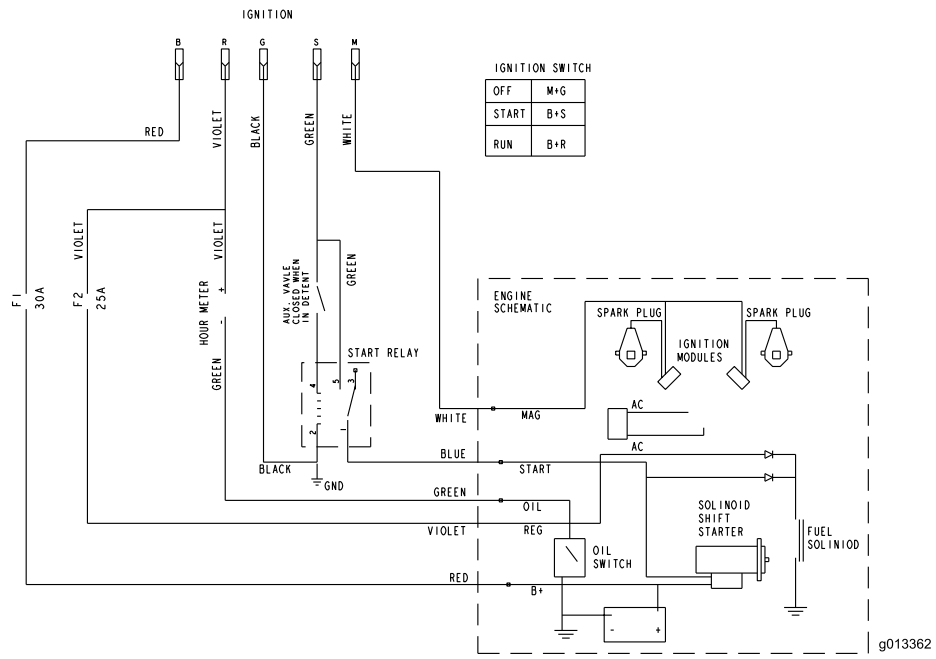 IGNITION
B R G S M
IGNITION SWITCH
OFF M+G
START B+S
RUN B+R
RED
VIOLET
BLACK
GREEN
WHITE
VIOLET
VIOLET
GREEN
F1
30A
F2
25A
HOUR METER
+
-
GREEN
AUX. VAVLE
CLOSED WHEN
IN DETENT
START RELAY
4
5
3
2
1
BLACK
GND
ENGINE
SCHEMATIC
SPARK PLUG
SPARK PLUG
IGNITION
MODULES
WHITE
MAG
AC
AC
BLUE
START
GREEN
OIL
VIOLET
REG
OIL
SWITCH
SOLINOID
SHIFT
STARTER
FUEL
SOLINIOD
RED
B+
-
+
g013362